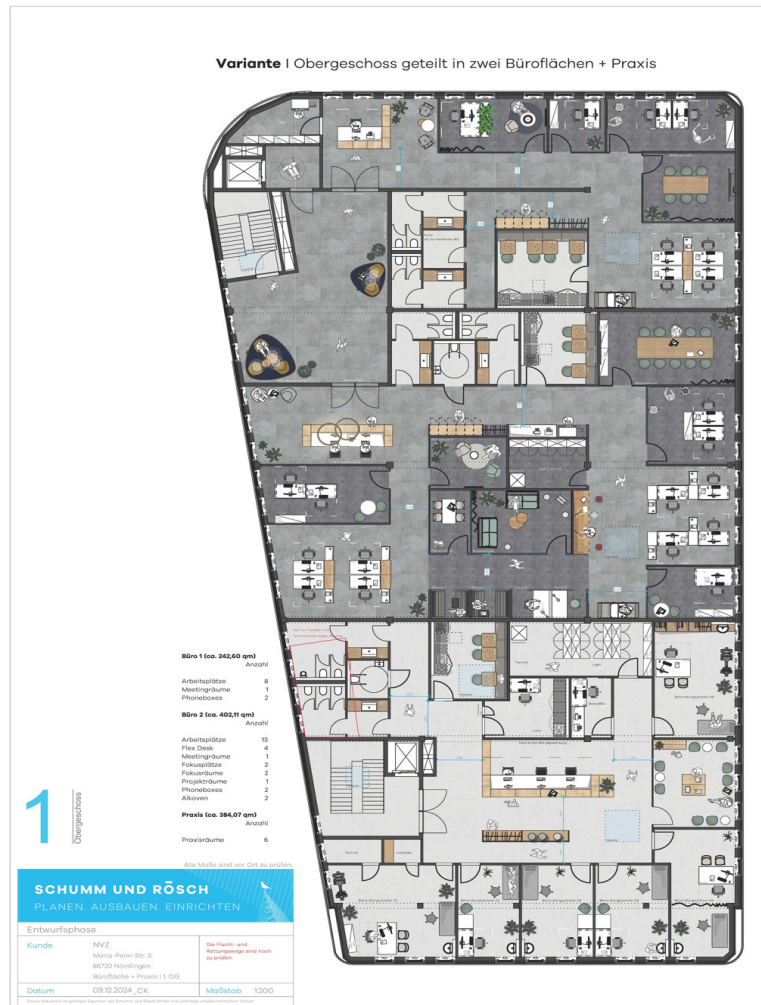 Variante I Obergeschoss geteilt in zwei Büroflächen + Praxis
Büro 1 (ca. 242,60 qm)
Anzahl
Arbeitsplätze 8
Meetingräume 1
Phoneboxes 2
Büro 2 (ca. 402,11 qm)
Anzahl
Arbeitsplätze 13
Flex Desk 4
Meetingräume 1
Fokusplätze 2
Fokusräume 2
Projekträume 1
Phoneboxes 2
Alkoven 2
Praxis (ca. 384,07 qm)
Anzahl
Praxisräume 6
1
Obergeschoss
Alle Maße sind vor Ort zu prüfen.
SCHUMM UND RÖSCH
PLANEN. AUSBAUEN. EINRICHTEN.
Entwurfsphase
Kunde NVZ
Maria-Penn-Str. 5
86720 Nördlingen
Bürofläche + Praxis I 1. OG
Die Flucht- und
Rettungswege sind noch
zu prüfen.
Datum 09.12.2024_CK
Maßstab 1:200